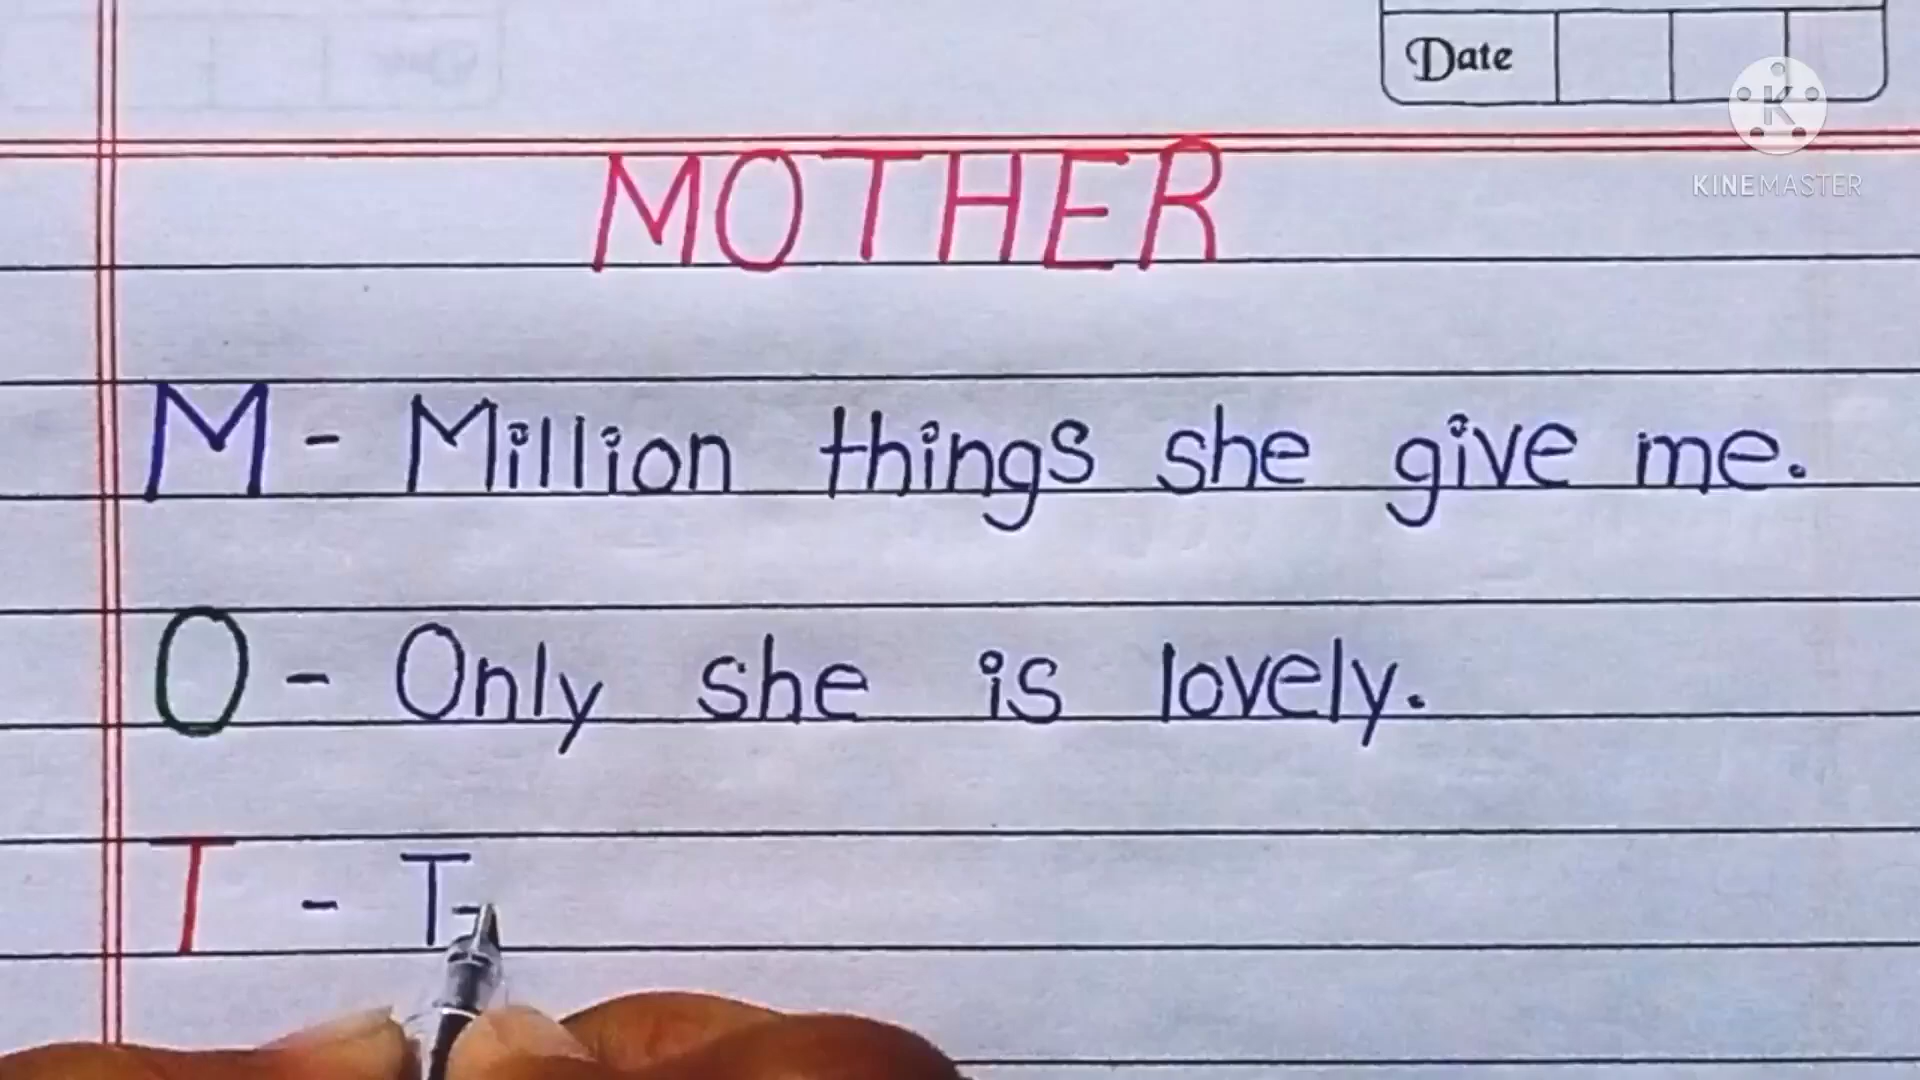 Date
KINEMASTER
MOTHER
M - Million things she give me.
O - Only she is lovely.
T - T